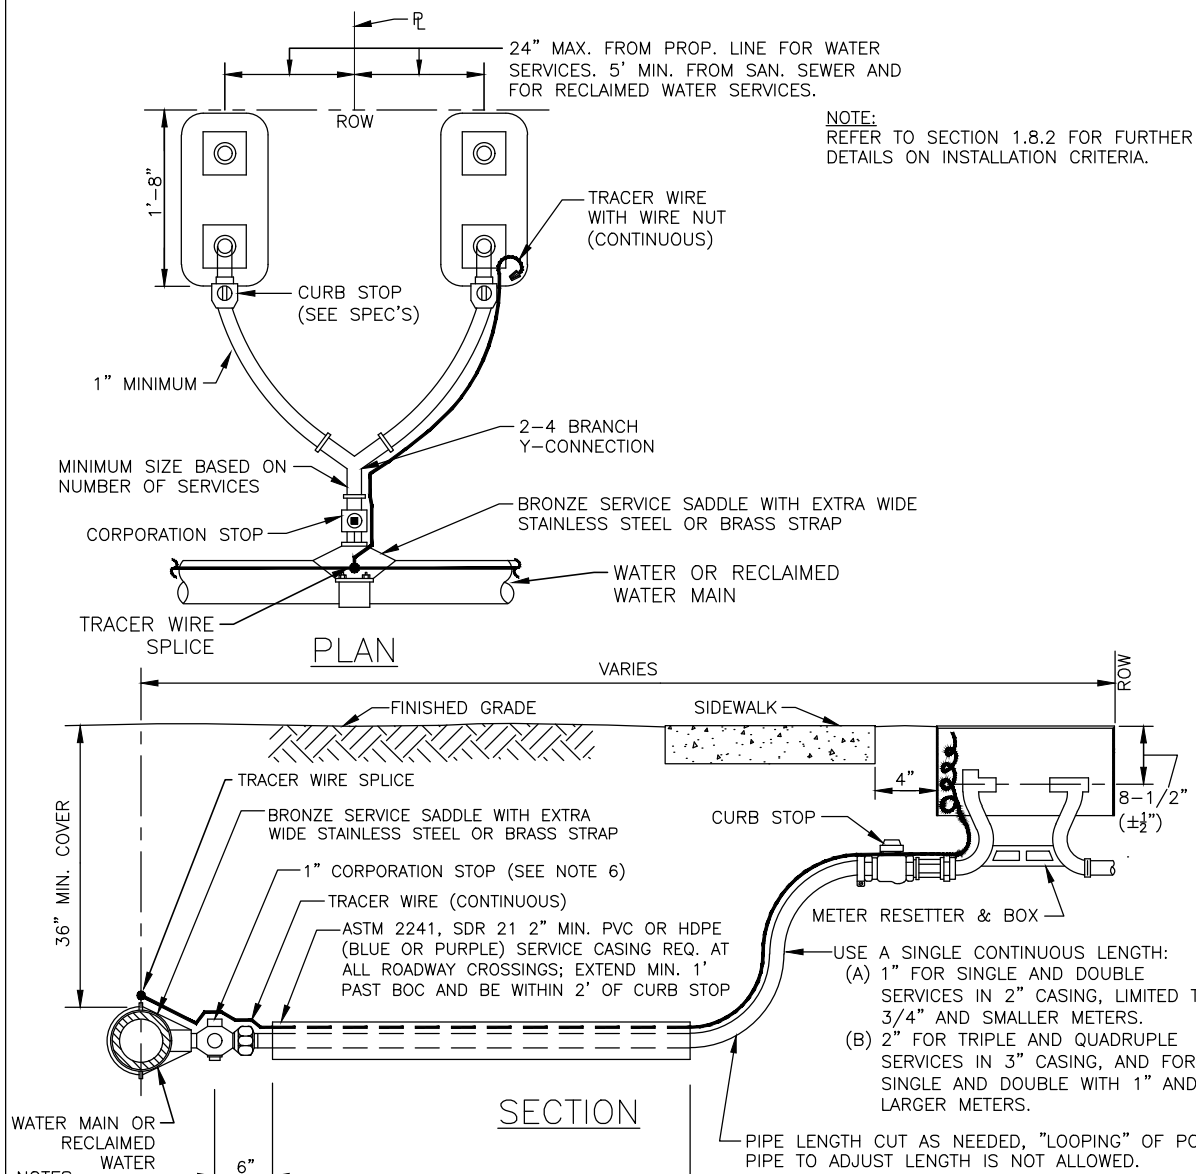 PL
24" MAX. FROM PROP. LINE FOR WATER
SERVICES. 5' MIN. FROM SAN. SEWER AND
FOR RECLAIMED WATER SERVICES.
ROW
NOTE:
REFER TO SECTION 1.8.2 FOR FURTHER
DETAILS ON INSTALLATION CRITERIA.
1'-8"
TRACER WIRE
WITH WIRE NUT
(CONTINUOUS)
CURB STOP
(SEE SPEC'S)
1" MINIMUM
2-4 BRANCH
Y-CONNECTION
MINIMUM SIZE BASED ON
NUMBER OF SERVICES
BRONZE SERVICE SADDLE WITH EXTRA WIDE
STAINLESS STEEL OR BRASS STRAP
CORPORATION STOP
WATER OR RECLAIMED
WATER MAIN
TRACER WIRE
SPLICE
PLAN
VARIES
ROW
FINISHED GRADE
SIDEWALK
TRACER WIRE SPLICE
4"
8-1/2"
(±½")
BRONZE SERVICE SADDLE WITH EXTRA
WIDE STAINLESS STEEL OR BRASS STRAP
CURB STOP
36" MIN. COVER
1" CORPORATION STOP (SEE NOTE 6)
TRACER WIRE (CONTINUOUS)
METER RESETTER & BOX
ASTM 2241, SDR 21 2" MIN. PVC OR HDPE
(BLUE OR PURPLE) SERVICE CASING REQ. AT
ALL ROADWAY CROSSINGS; EXTEND MIN. 1'
PAST BOC AND BE WITHIN 2' OF CURB STOP
USE A SINGLE CONTINUOUS LENGTH:
(A) 1" FOR SINGLE AND DOUBLE
SERVICES IN 2" CASING, LIMITED T
3/4" AND SMALLER METERS.
(B) 2" FOR TRIPLE AND QUADRUPLE
SERVICES IN 3" CASING, AND FOR
SINGLE AND DOUBLE WITH 1" AND
LARGER METERS.
SECTION
WATER MAIN OR
RECLAIMED
WATER
6"
PIPE LENGTH CUT AS NEEDED, "LOOPING" OF PO
PIPE TO ADJUST LENGTH IS NOT ALLOWED.